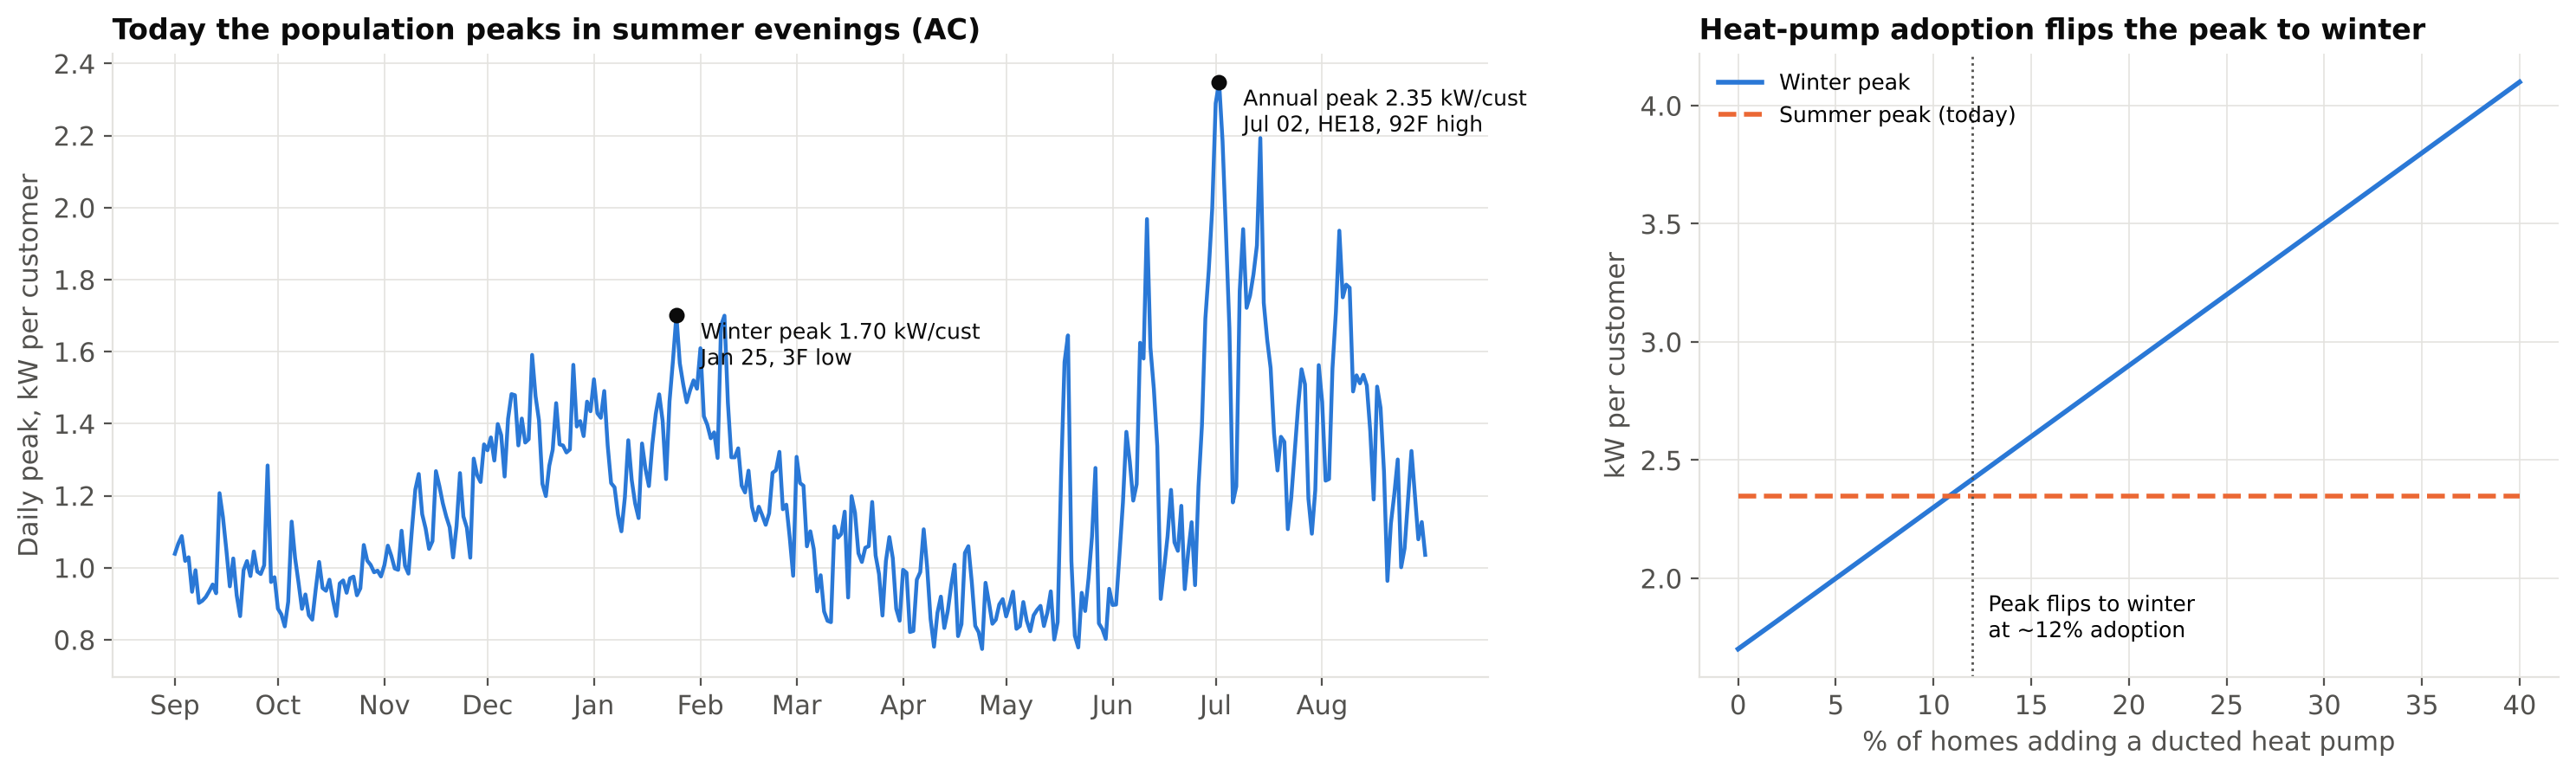 Today the population peaks in summer evenings (AC)
Daily peak, kW per customer
2.4
2.2
2.0
1.8
1.6
1.4
1.2
1.0
0.8
Annual peak 2.35 kW/cust
Jul 02, HE18, 92F high
Winter peak 1.70 kW/cust
Jan 25, 3F low
Sep Oct Nov Dec Jan Feb Mar Apr May Jun Jul Aug
Heat-pump adoption flips the peak to winter
kW per customer
4.0
3.5
3.0
2.5
2.0
Winter peak
Summer peak (today)
Peak flips to winter
at ~12% adoption
0 5 10 15 20 25 30 35 40
% of homes adding a ducted heat pump